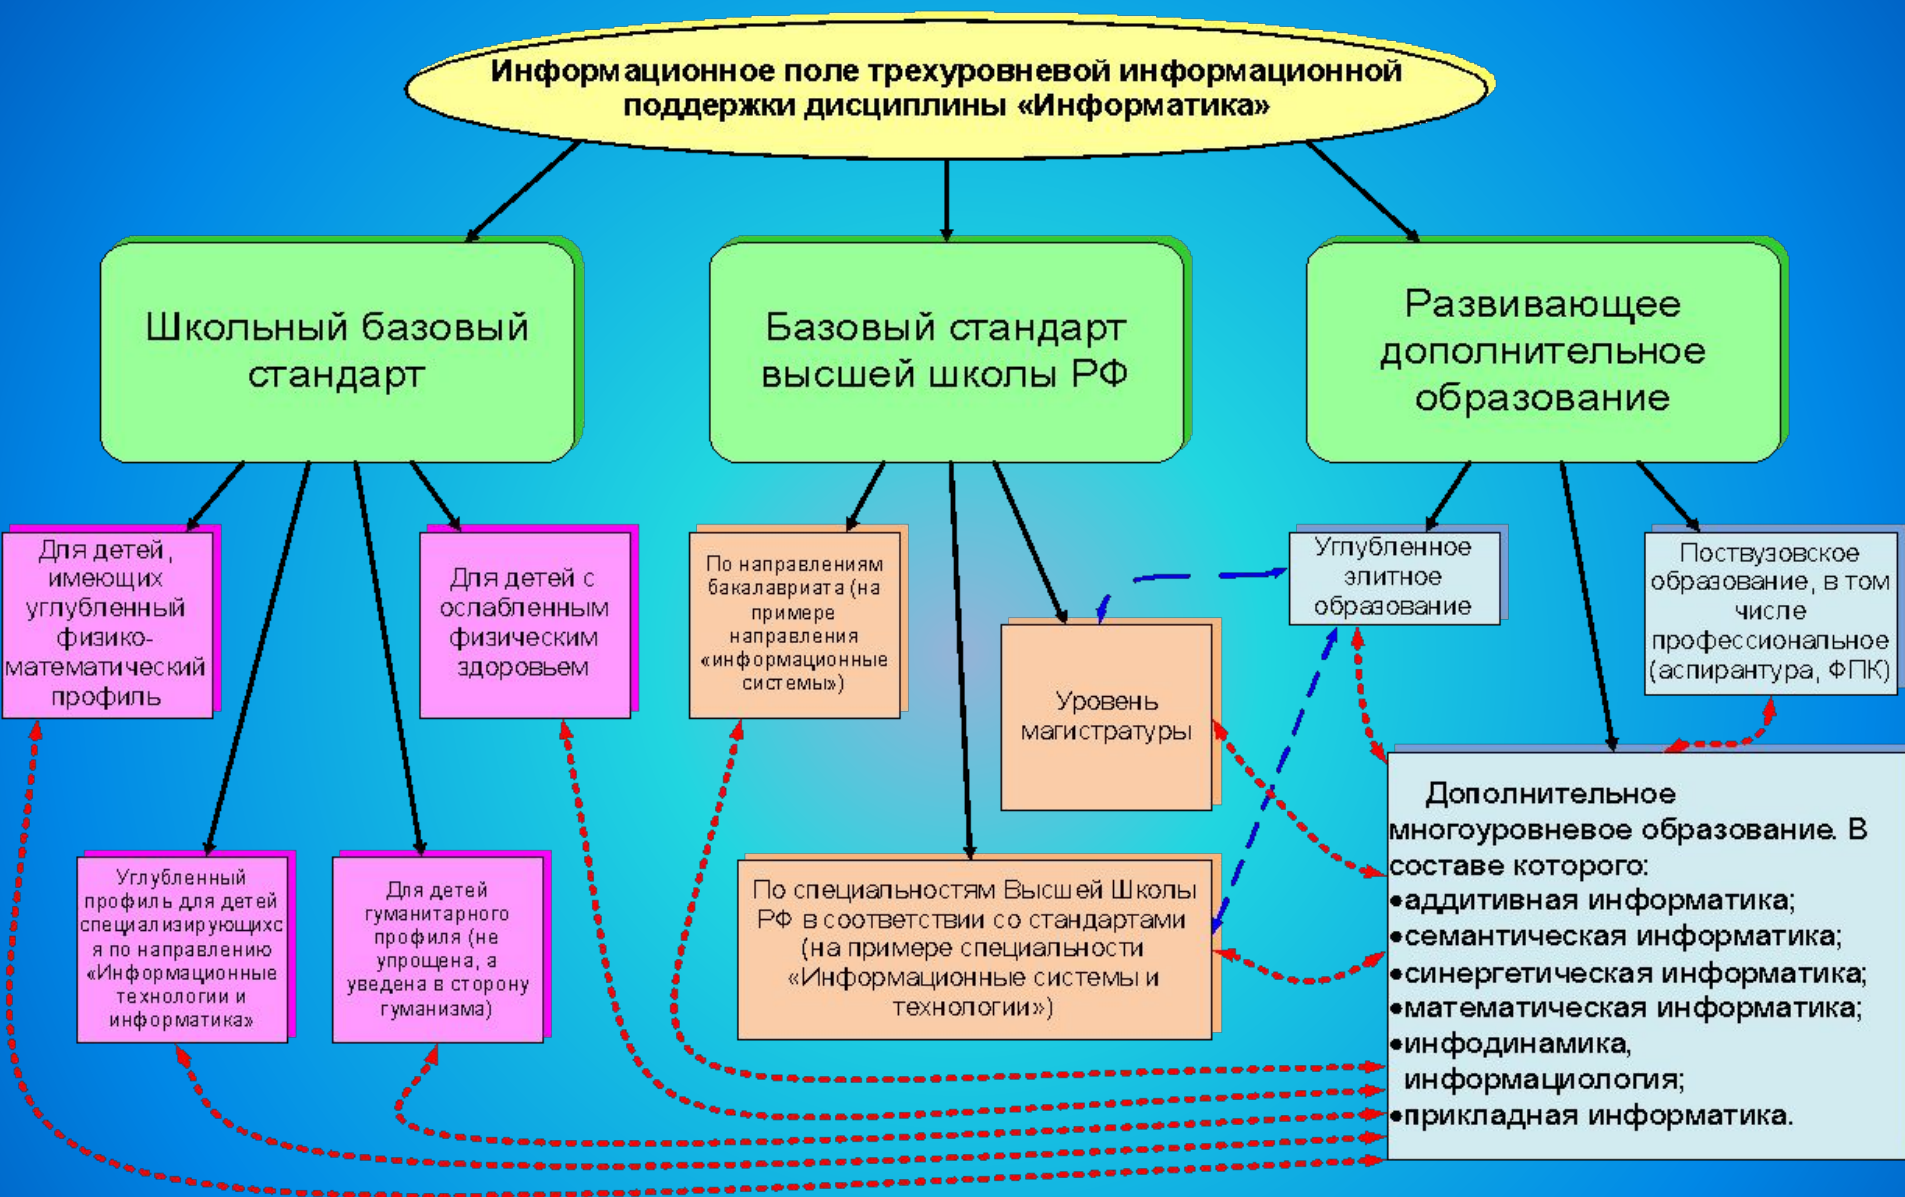 Информационное поле трехуровневой информационной
поддержки дисциплины «Информатика»
Школьный базовый
стандарт
Базовый стандарт
высшей школы РФ
Развивающее
дополнительное
образование
Для детей,
имеющих
углубленный
физико-
математический
профиль
Для детей с
ослабленным
физическим
здоровьем
По направлениям
бакалавриата (на
примере
направления
«информационные
системы»)
Уровень
магистратуры
Углубленное
элитное
образование
Поствузовское
образование, в том
числе
профессиональное
(аспирантура, ФПК)
Углубленный
профиль для детей
специализирующихс
я по направлению
«Информационные
технологии и
информатика»
Для детей
гуманитарного
профиля (не
упрощена, а
уведена в сторону
гуманизма)
По специальностям Высшей Школы
РФ в соответствии со стандартами
(на примере специальности
«Информационные системы и
технологии»)
Дополнительное
многоуровневое образование. В
составе которого:
•аддитивная информатика;
•семантическая информатика;
•синергетическая информатика;
•математическая информатика;
•инфодинамика,
информациология;
•прикладная информатика.